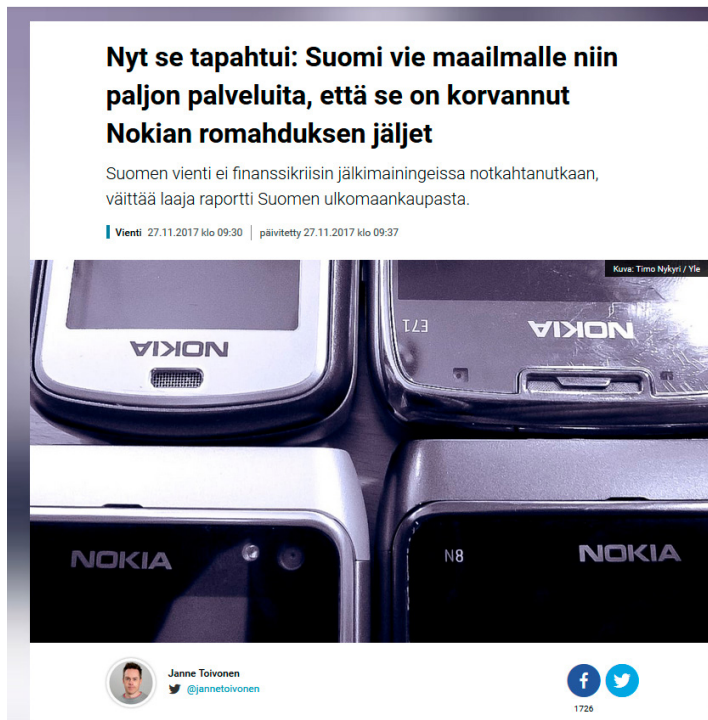 Nyt se tapahtui: Suomi vie maailmalle niin
paljon palveluita, että se on korvannut
Nokian romahduksen jäljet
Suomen vienti ei finanssikriisin jälkimainingeissa notkahtanutkaan,
väittää laaja raportti Suomen ulkomaankaupasta.
Vienti 27.11.2017 klo 09:30 päivitetty 27.11.2017 klo 09:37
Kuva: Timo Nykyri / Yle
NOKIA
E71
NOKIA
NOKIA
N8
NOKIA
Janne Toivonen
@jannetoivonen
1726